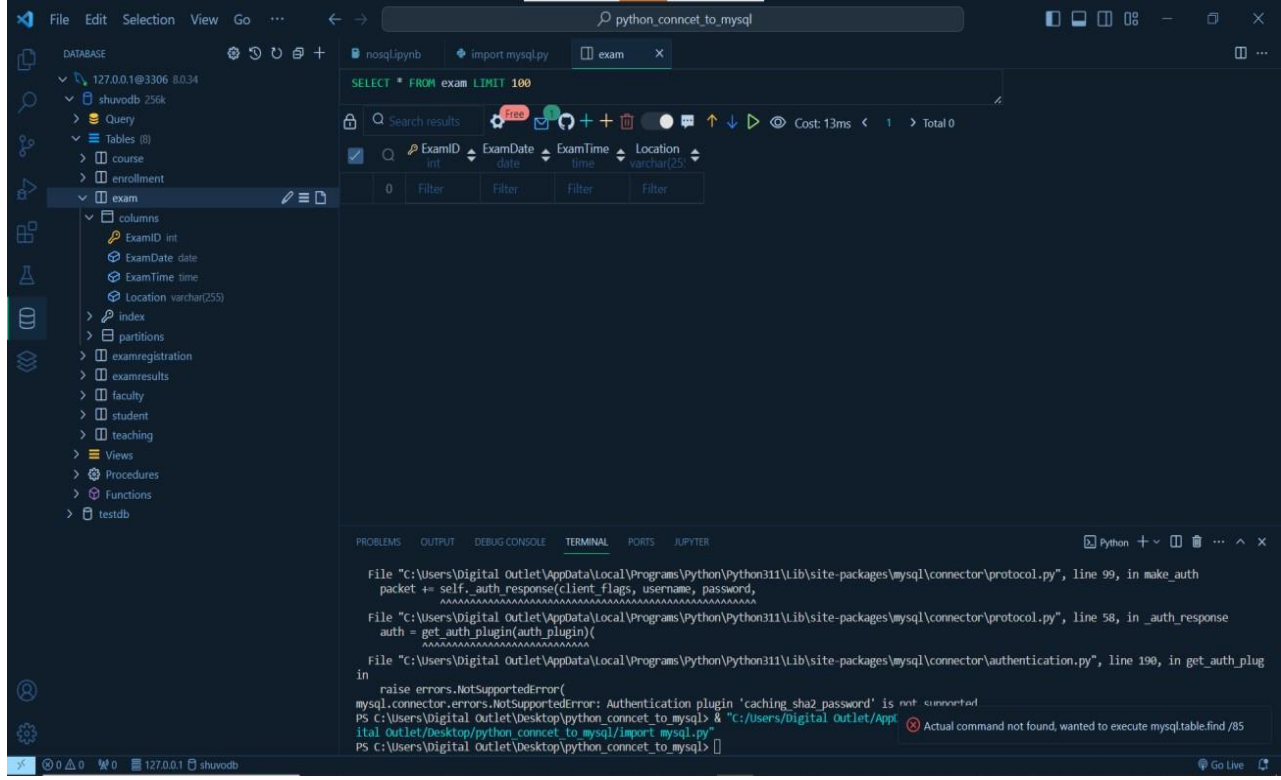 File Edit Selection View Go ···
python_conncet_to_mysql
DATABASE
127.0.0.1@3306 8.0.34
shuvodb 256k
Query
Tables (8)
course
enrollment
exam
columns
ExamID int
ExamDate date
ExamTime time
Location varchar(255)
index
partitions
examregistration
examresults
faculty
student
teaching
Views
Procedures
Functions
testdb
nosql.ipynb import mysql.py exam
SELECT * FROM exam LIMIT 100
Search results Free 1 Cost: 13ms 1 Total 0
ExamID ExamDate ExamTime Location
int date time varchar(25
0 Filter Filter Filter Filter
PROBLEMS OUTPUT DEBUG CONSOLE TERMINAL PORTS JUPYTER Python
File "C:\Users\Digital Outlet\AppData\Local\Programs\Python\Python311\Lib\site-packages\mysql\connector\protocol.py", line 99, in make_auth
packet += self._auth_response(client_flags, username, password,
^^^^^^^^^^^^^^^^^^^^^^^^^^^^^^^^^^^^^^^^^^^^^^^^^^^^^
File "C:\Users\Digital Outlet\AppData\Local\Programs\Python\Python311\Lib\site-packages\mysql\connector\protocol.py", line 58, in _auth_response
auth = get_auth_plugin(auth_plugin)(
^^^^^^^^^^^^^^^^^^^^^^^^^^^^
File "C:\Users\Digital Outlet\AppData\Local\Programs\Python\Python311\Lib\site-packages\mysql\connector\authentication.py", line 190, in get_auth_plug
in
raise errors.NotSupportedError(
mysql.connector.errors.NotSupportedError: Authentication plugin 'caching_sha2_password' is not supported
PS C:\Users\Digital Outlet\Desktop\python_conncet_to_mysql> & "C:/Users/Digital Outlet/App
ital Outlet/Desktop/python_conncet_to_mysql/import mysql.py"
PS C:\Users\Digital Outlet\Desktop\python_conncet_to_mysql>
Actual command not found, wanted to execute mysql.table.find /85
0 0 0 127.0.0.1 shuvodb Go Live